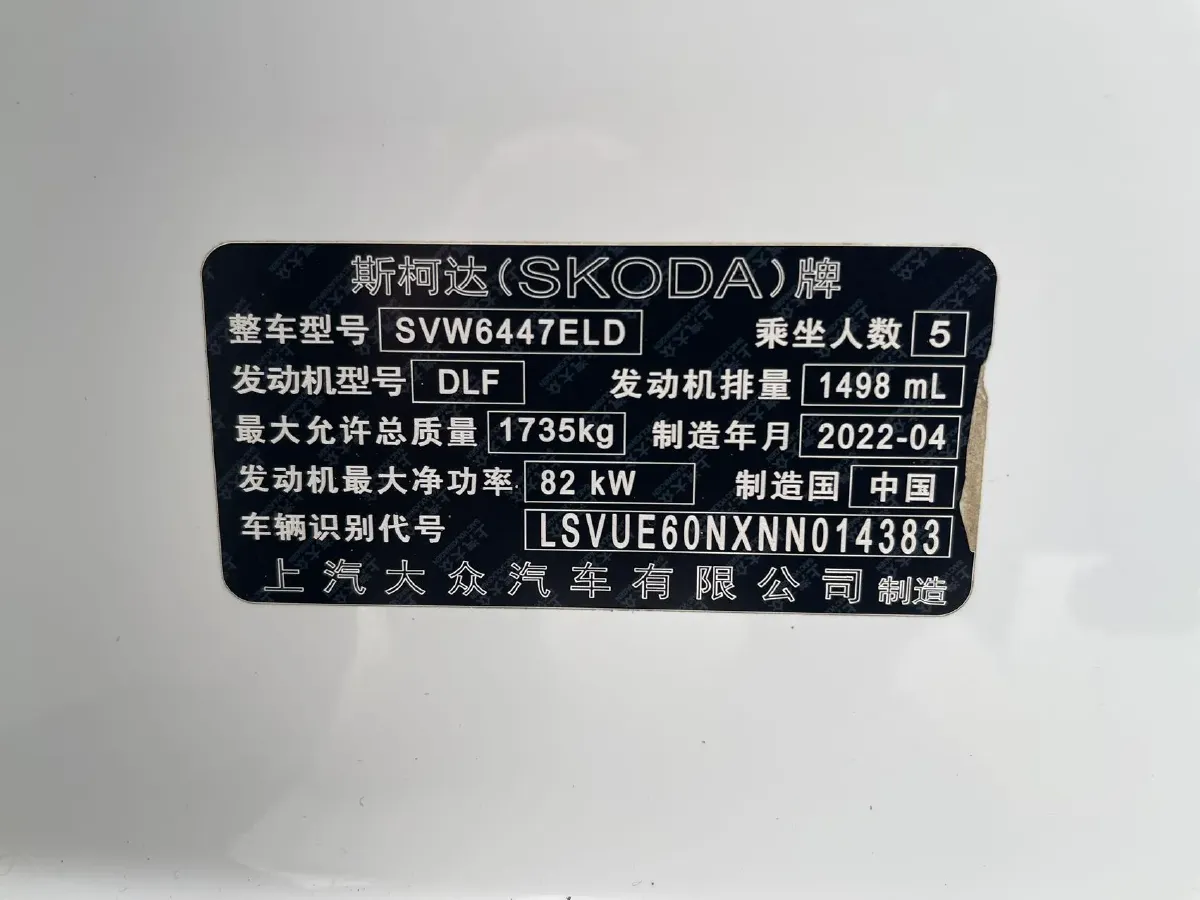 斯柯达(SKODA)牌
整车型号 SVW6447ELD 乘坐人数 5
发动机型号 DLF 发动机排量 1498 mL
最大允许总质量 1735kg 制造年月 2022-04
发动机最大净功率 82 kW 制造国 中国
车辆识别代号 LSVUE60NXNN014383
上汽大众汽车有限公司 制造